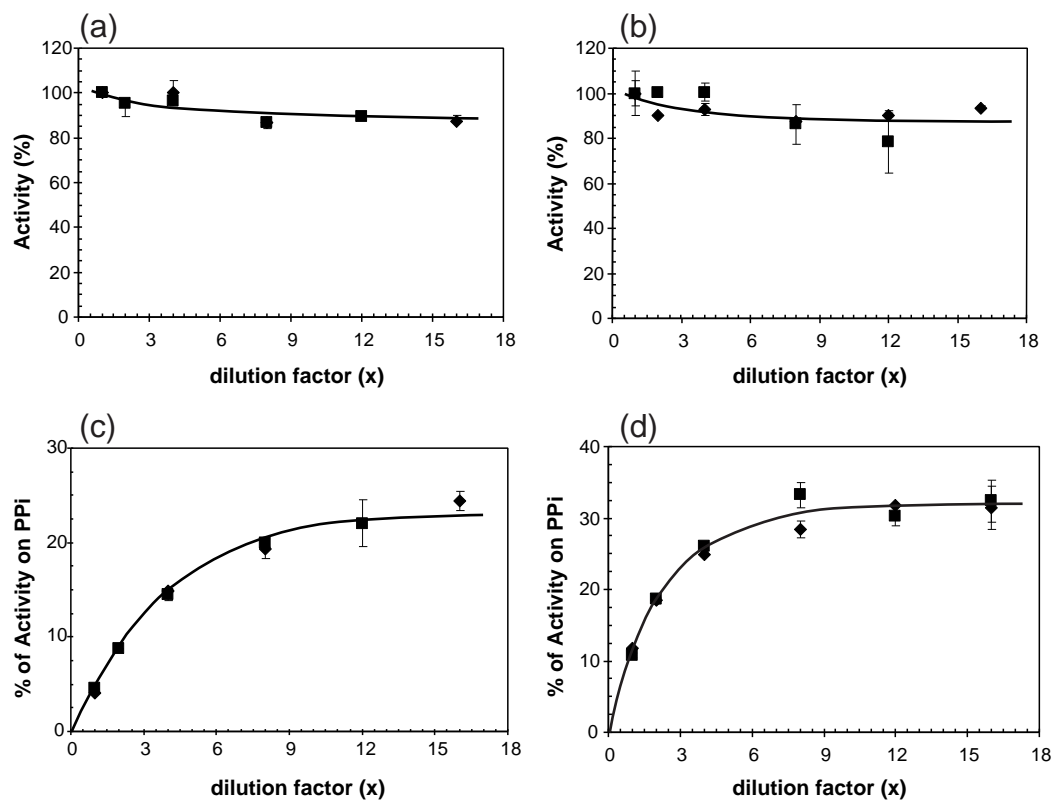 (a)
120
100
80
60
40
20
0
Activity (%)
0 3 6 9 12 15 18
dilution factor (x)
(b)
120
100
80
60
40
20
0
Activity (%)
0 3 6 9 12 15 18
dilution factor (x)
(c)
30
20
10
0
% of Activity on PPi
0 3 6 9 12 15 18
dilution factor (x)
(d)
40
30
20
10
0
% of Activity on PPi
0 3 6 9 12 15 18
dilution factor (x)